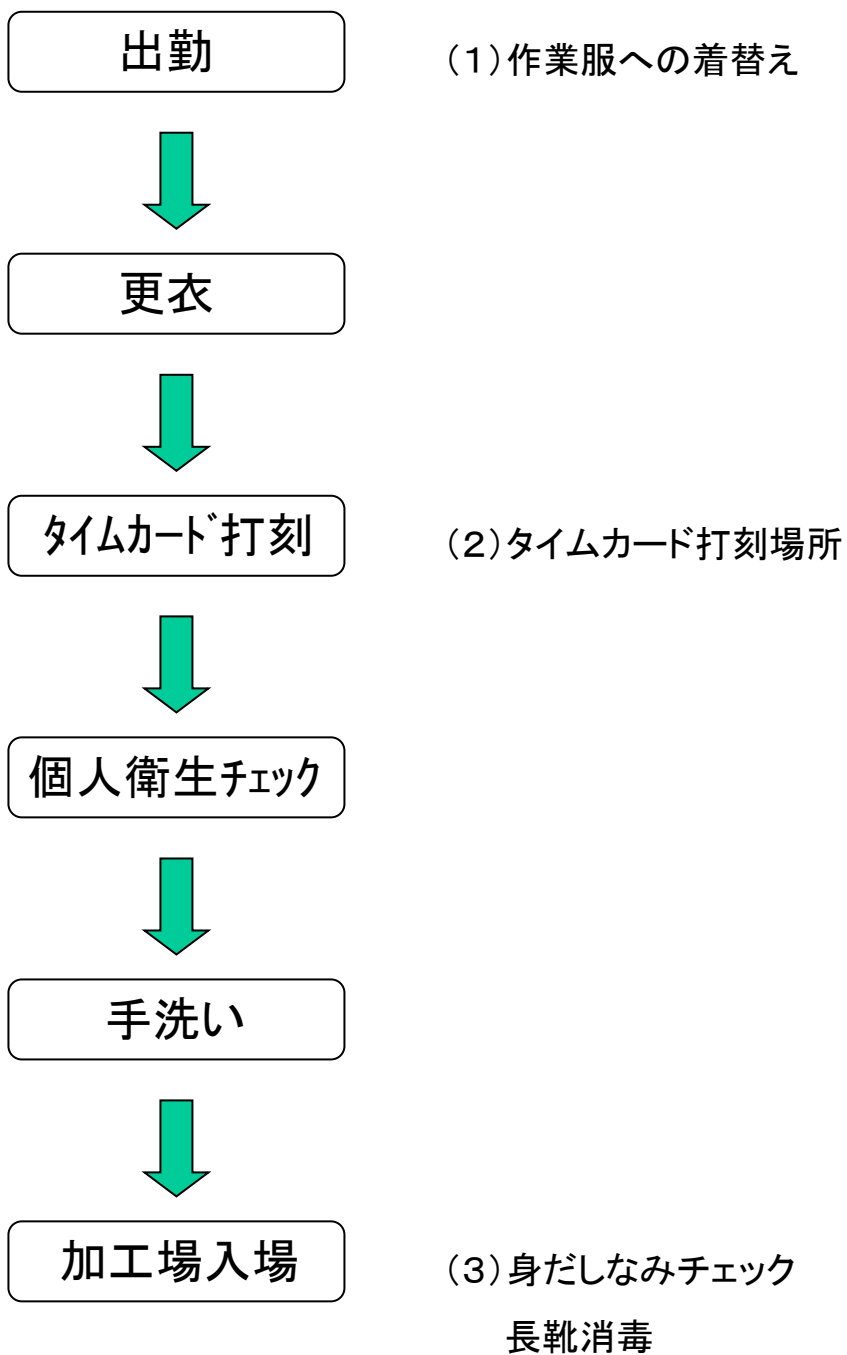 出勤 (1)作業服への着替え
更衣
ﾀｲﾑｶｰﾄﾞ打刻 (2)タイムカード打刻場所
個人衛生ﾁｪｯｸ
手洗い
加工場入場 (3)身だしなみチェック
長靴消毒